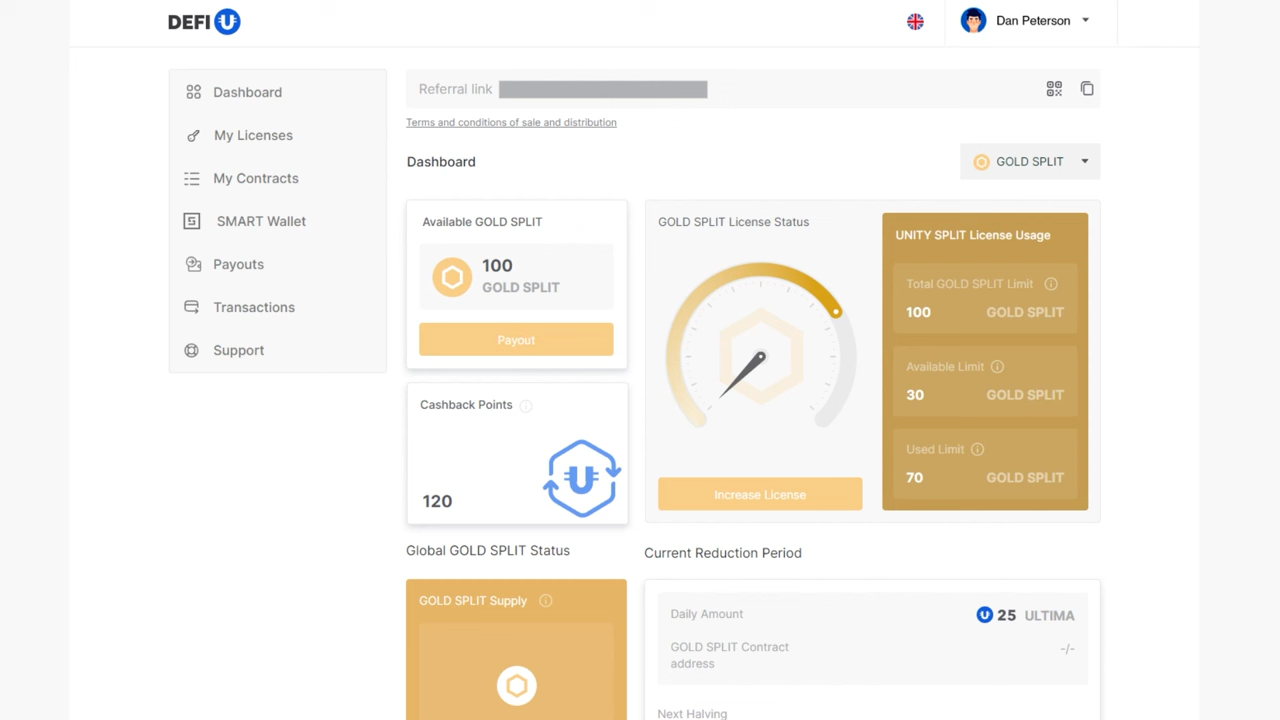 DEFI U
Dan Peterson
Dashboard
My Licenses
My Contracts
SMART Wallet
Payouts
Transactions
Support
Referral link
Terms and conditions of sale and distribution
Dashboard
GOLD SPLIT
Available GOLD SPLIT
100
GOLD SPLIT
Payout
Cashback Points
120
GOLD SPLIT License Status
Increase License
UNITY SPLIT License Usage
Total GOLD SPLIT Limit
100 GOLD SPLIT
Available Limit
30 GOLD SPLIT
Used Limit
70 GOLD SPLIT
Global GOLD SPLIT Status
GOLD SPLIT Supply
Current Reduction Period
Daily Amount 25 ULTIMA
GOLD SPLIT Contract -/-
address
Next Halving